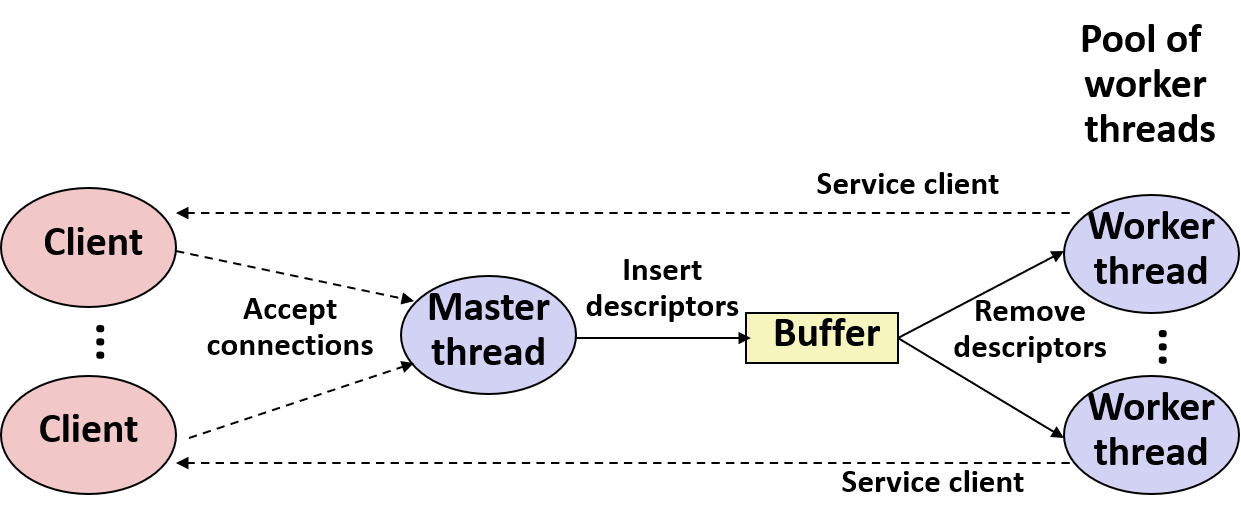 Pool of
worker
threads
Service client
Client
Worker
thread
Insert
descriptors
Accept
connections
Master
thread
Buffer
Remove
descriptors
Client
Worker
thread
Service client